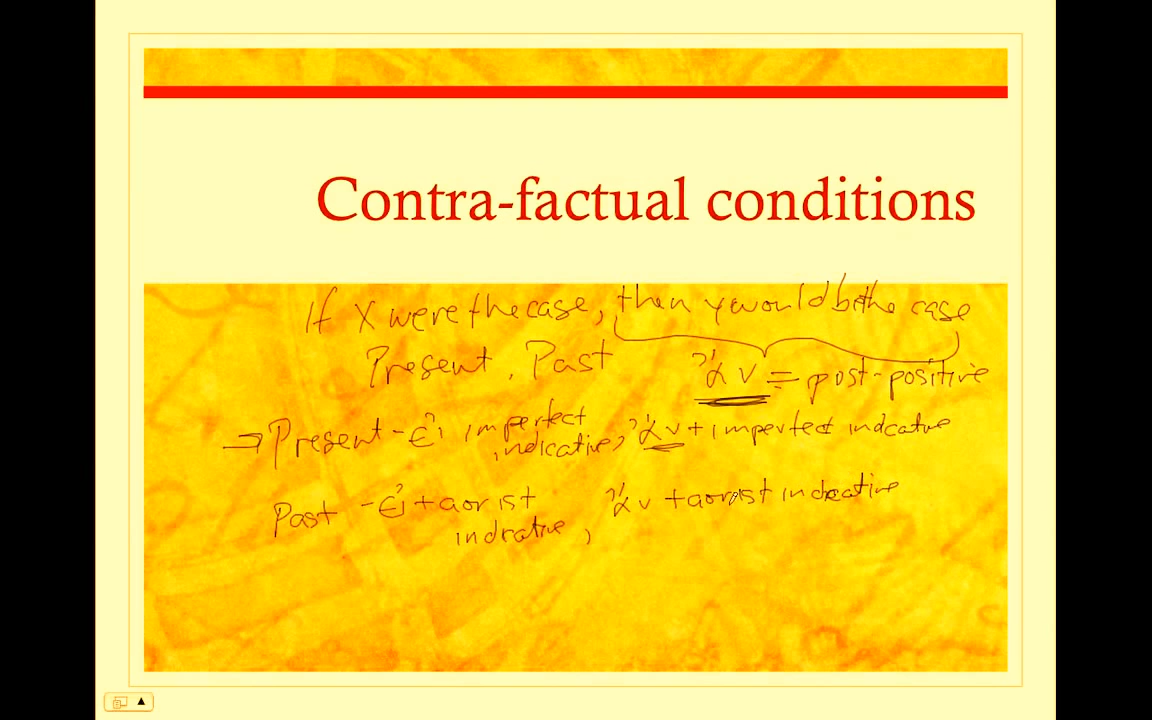 Contra-factual conditions
If X were the case, then y would be the case
Present, Past ἄν = post-positive
→ Present - εἰ imperfect indicative, ἄν + imperfect indicative
Past - εἰ + aorist indicative, ἄν + aorist indicative